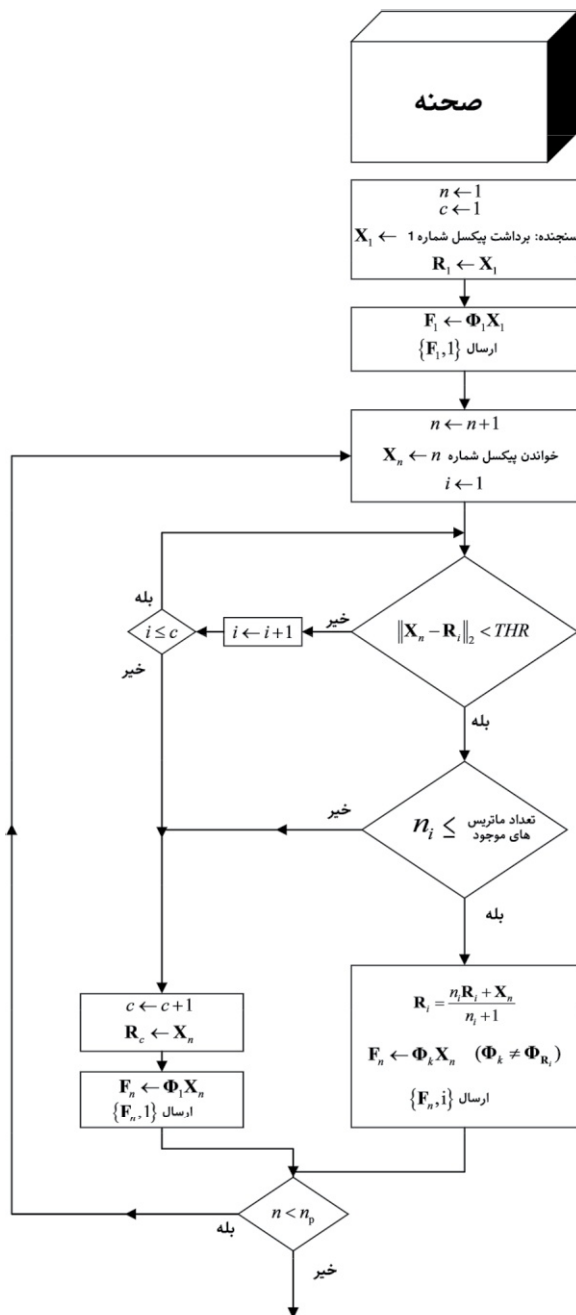 صحنه
n ← 1
c ← 1
سنجنده: برداشت پیکسل شماره 1 → X₁
R₁ ← X₁
F₁ ← Φ₁X₁
ارسال {F₁,1}
n ← n+1
خواندن پیکسل شماره Xₙ ← n
i ← 1
بله
i ≤ c
i ← i+1
خیر
‖Xₙ − Rᵢ‖₂ < THR
خیر
بله
خیر
nᵢ ≤ تعداد ماتریس
های موجود
بله
c ← c+1
R_c ← Xₙ
Fₙ ← Φ₁Xₙ
ارسال {Fₙ,1}
Rᵢ = (nᵢRᵢ + Xₙ) / (nᵢ+1)
Fₙ ← ΦₖXₙ (Φₖ ≠ Φ_Rᵢ)
ارسال {Fₙ,i}
n < nₚ
بله
خیر